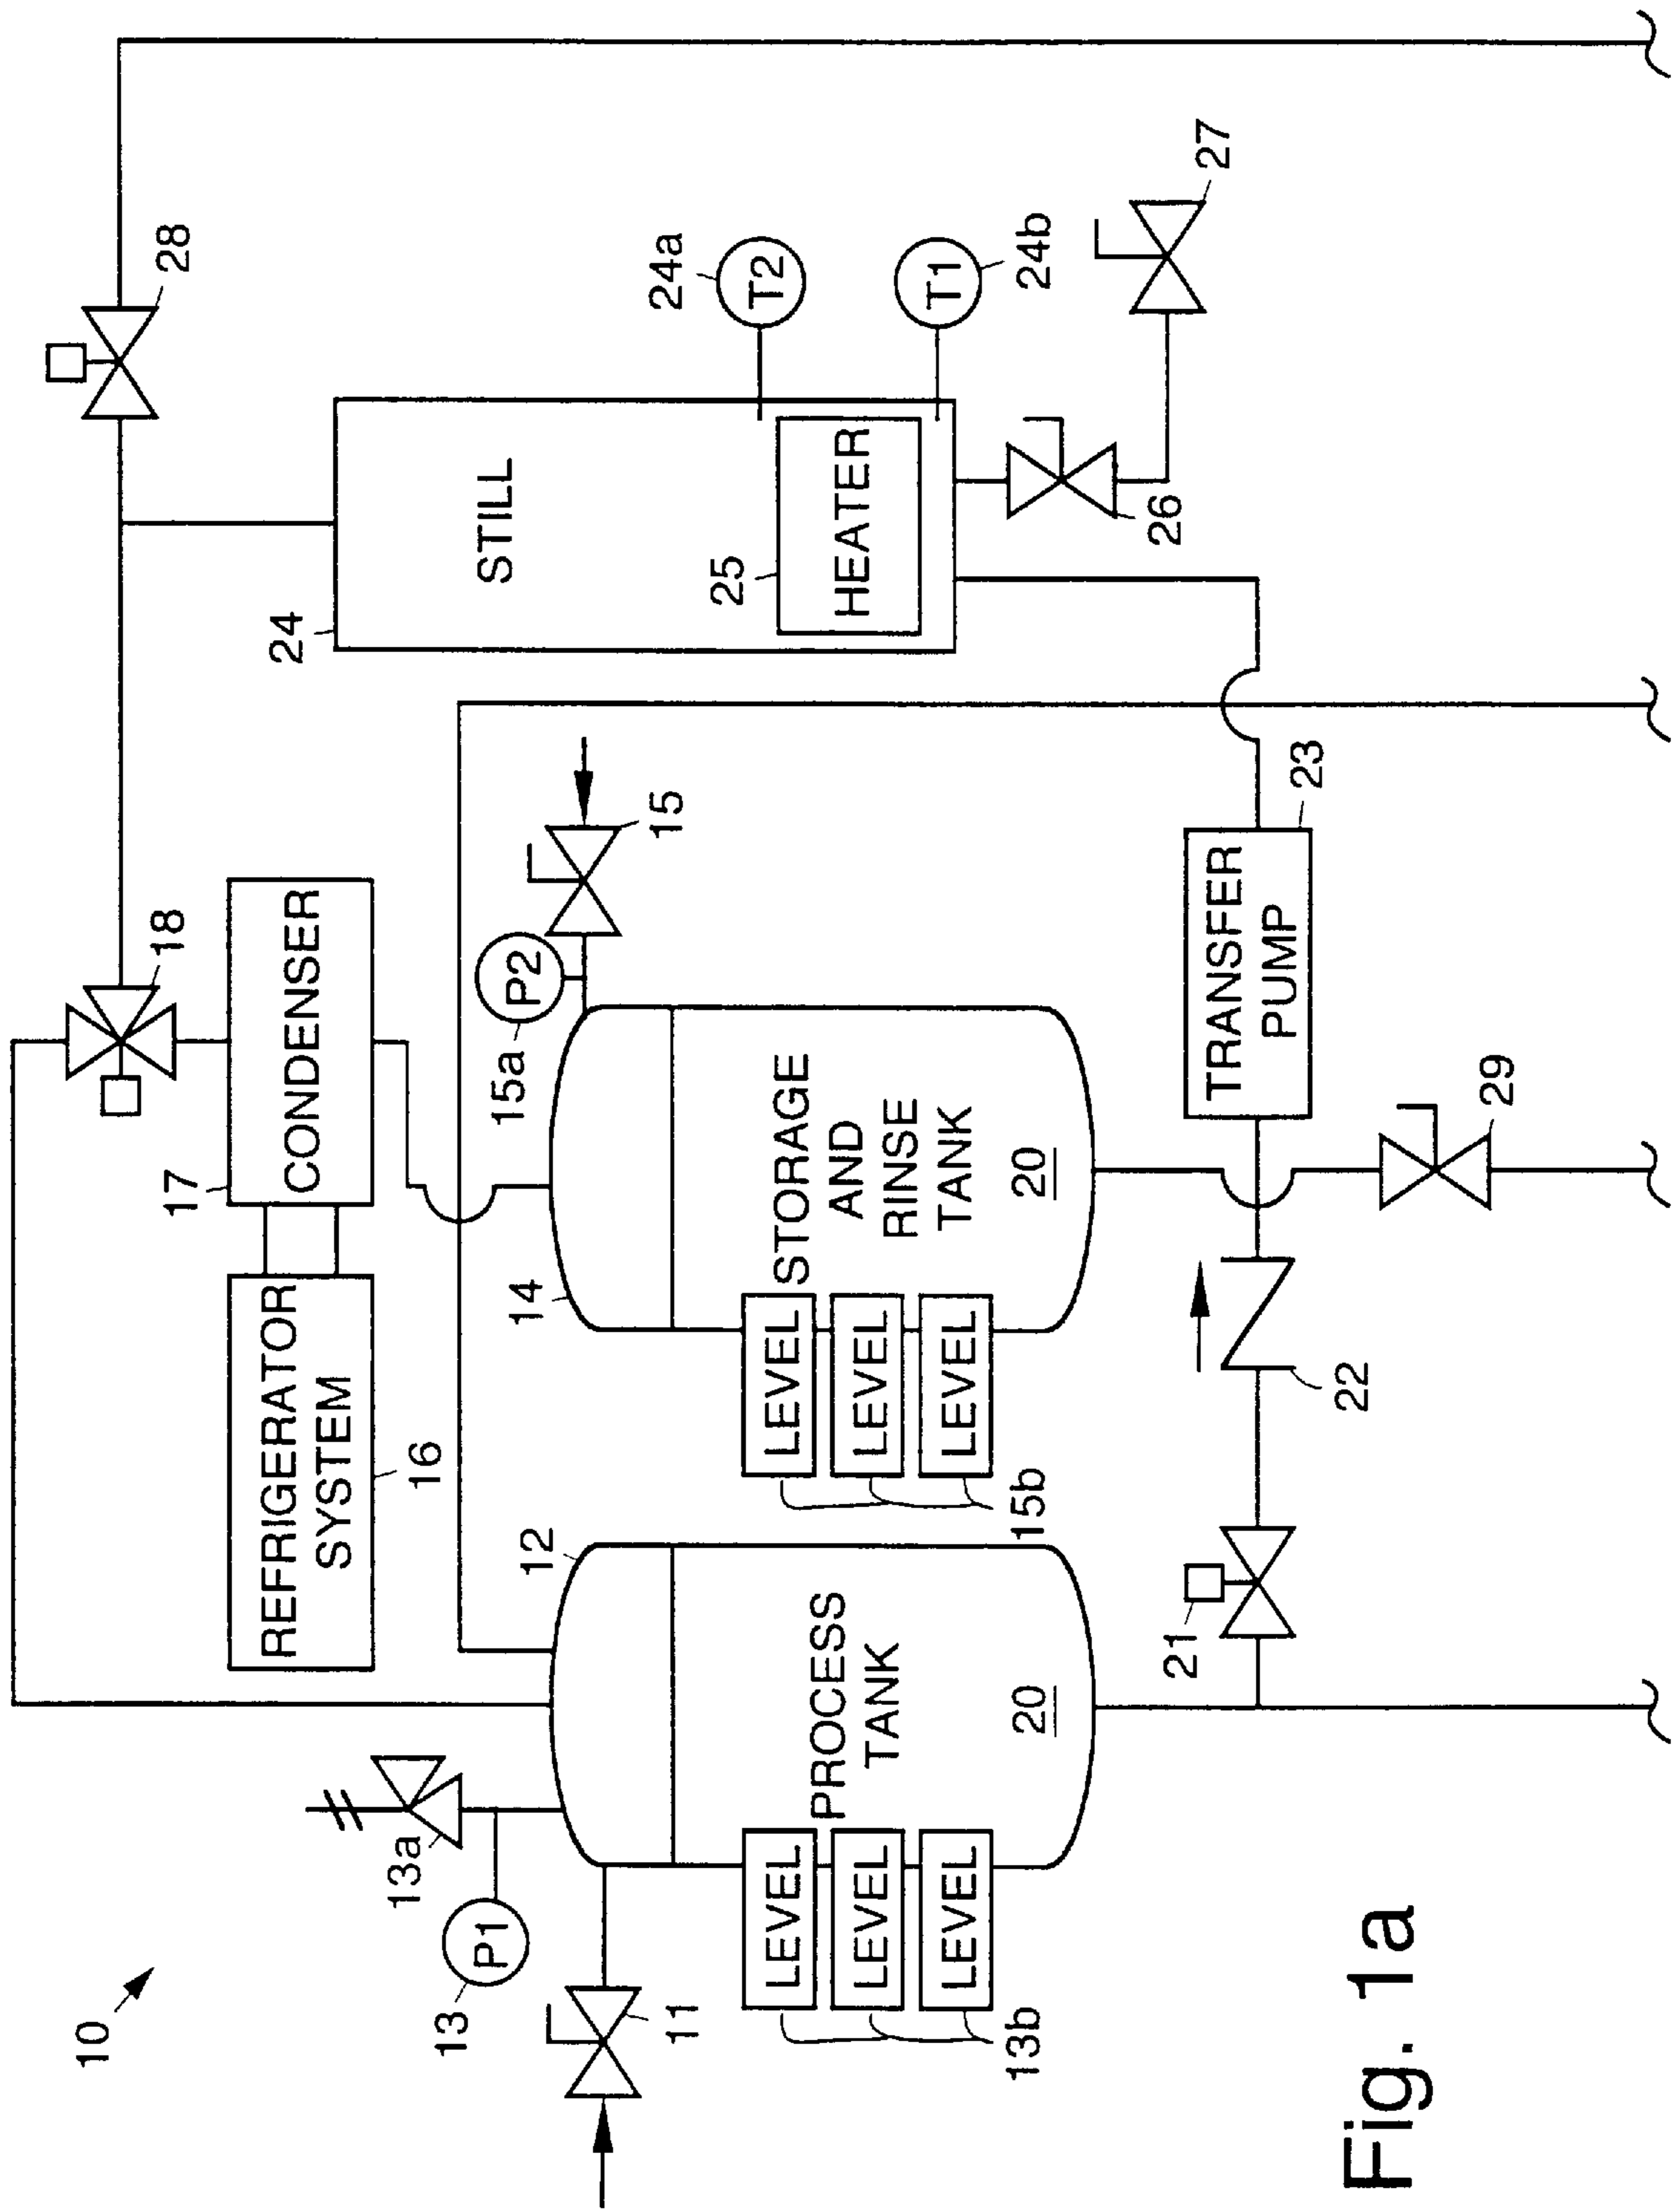 10
28
18
REFRIGERATOR
SYSTEM
16
17
CONDENSER
24
STILL
25
HEATER
24a
T2
T1
24b
26
27
13a
P1
13
11
12
PROCESS
TANK
20
LEVEL
LEVEL
LEVEL
13b
14
15a
P2
15
STORAGE
AND
RINSE
TANK
20
LEVEL
LEVEL
LEVEL
15b
21
22
TRANSFER
PUMP
23
29
Fig. 1a